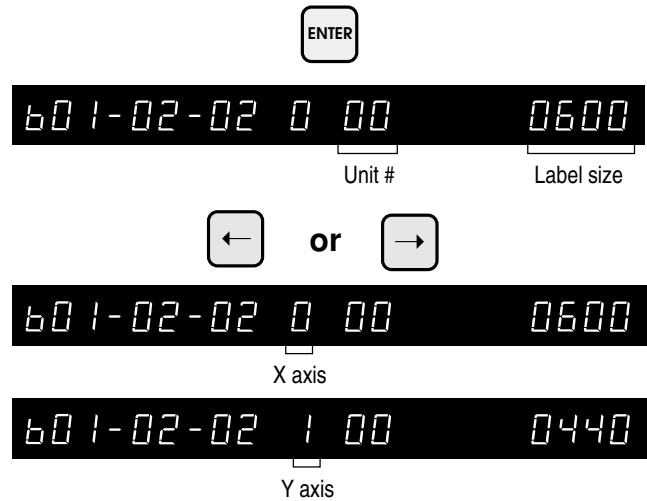 ENTER
b01-02-02 0 00 0600
Unit # Label size
← or →
b01-02-02 0 00 0600
X axis
b01-02-02 1 00 0440
Y axis